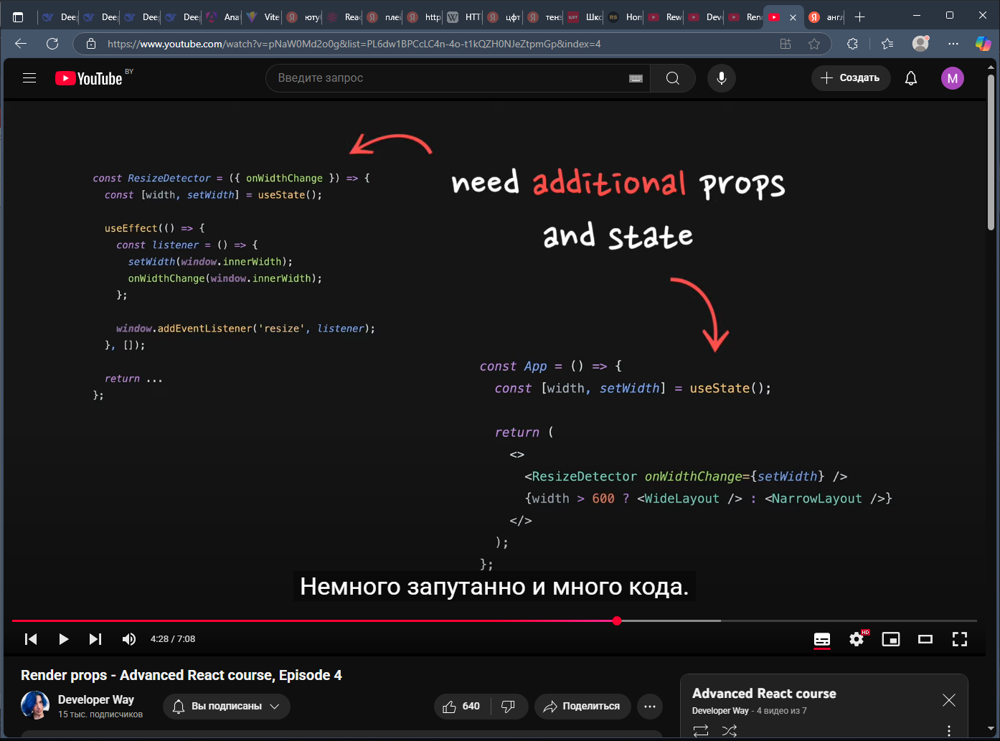 Dee
Dee
Dee
Dee
Ana
Vite
юту
Rea
пле
http
W
HTT
цфт
тен
цфт
Шко
RS
Hom
Rew
Dev
Ren
англ
https://www.youtube.com/watch?v=pNaW0Md2o0g&list=PL6dw1BPCcLC4n-4o-t1kQZH0NJeZtpmGp&index=4
YouTube BY
Введите запрос
Создать
M
need additional props
and state
const ResizeDetector = ({ onWidthChange }) => {
const [width, setWidth] = useState();
useEffect(() => {
const listener = () => {
setWidth(window.innerWidth);
onWidthChange(window.innerWidth);
};
window.addEventListener('resize', listener);
}, []);
return ...
};
const App = () => {
const [width, setWidth] = useState();
return (
<>
<ResizeDetector onWidthChange={setWidth} />
{width > 600 ? <WideLayout /> : <NarrowLayout />}
</>
);
};
Немного запутанно и много кода.
4:28 / 7:08
HD
Render props - Advanced React course, Episode 4
Developer Way
15 тыс. подписчиков
Вы подписаны
640
Поделиться
Advanced React course
Developer Way - 4 видео из 7